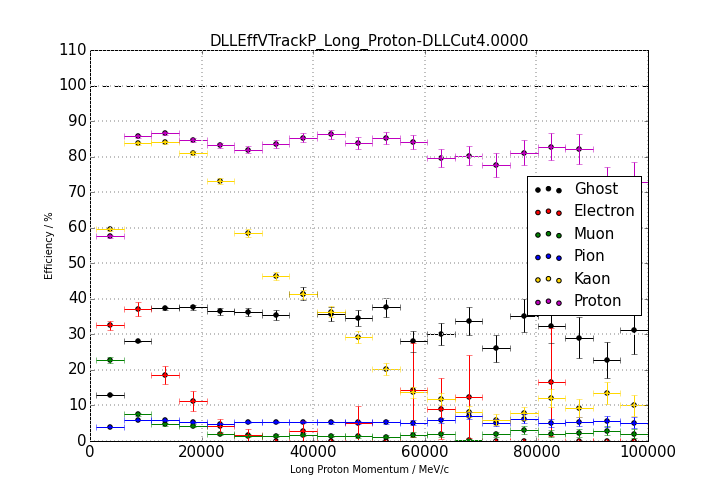 DLLEffVTrackP_Long_Proton-DLLCut4.0000
110
100
90
80
70
60
50
40
30
20
10
0
Efficiency / %
Ghost
Electron
Muon
Pion
Kaon
Proton
0 20000 40000 60000 80000 100000
Long Proton Momentum / MeV/c